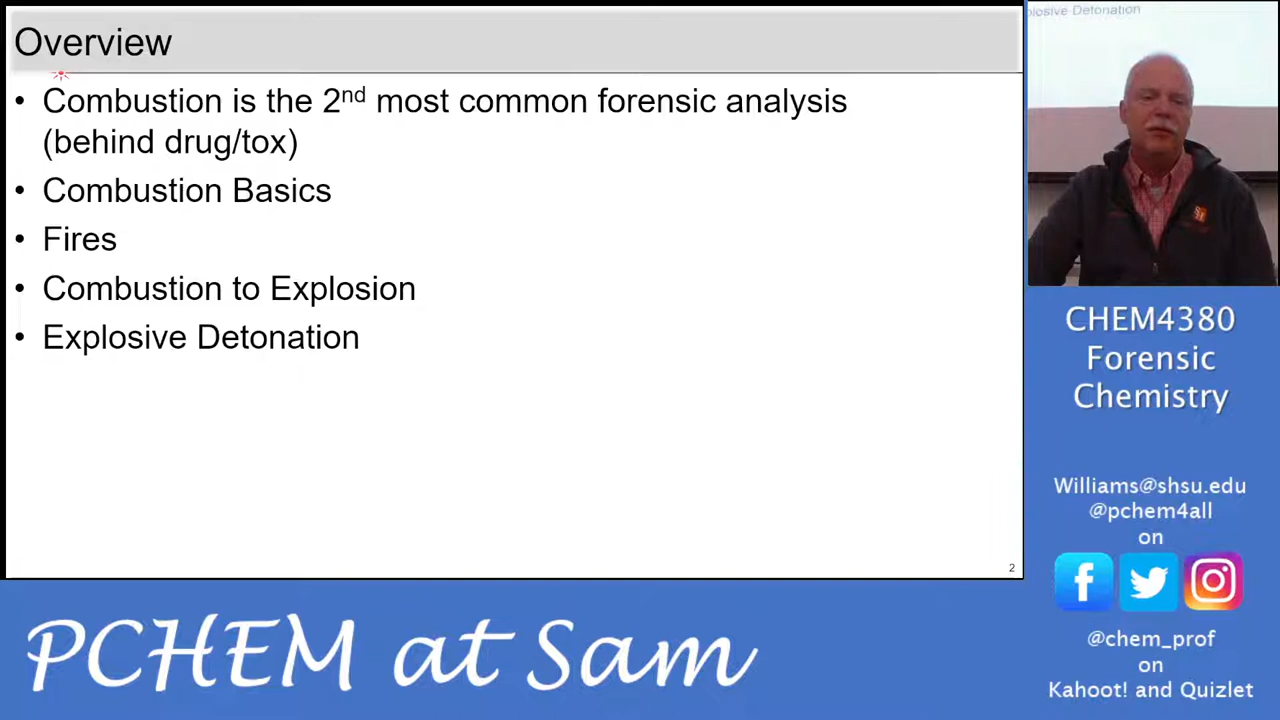 Overview
• Combustion is the 2nd most common forensic analysis
(behind drug/tox)
• Combustion Basics
• Fires
• Combustion to Explosion
• Explosive Detonation
2
Detonation
CHEM4380
Forensic
Chemistry
Williams@shsu.edu
@pchem4all
on
@chem_prof
on
Kahoot! and Quizlet
PCHEM at Sam